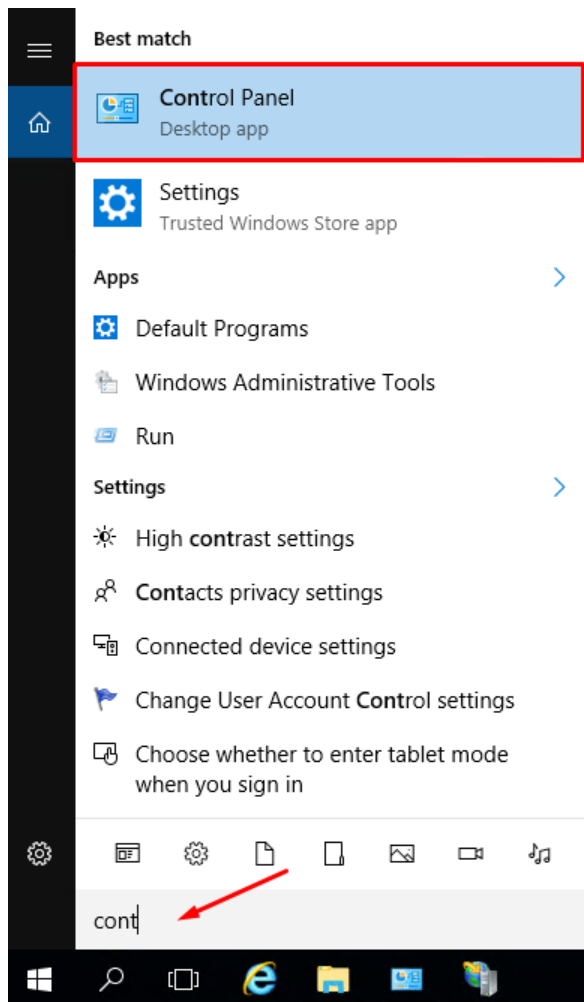 Best match
Control Panel
Desktop app
Settings
Trusted Windows Store app
Apps
Default Programs
Windows Administrative Tools
Run
Settings
High contrast settings
Contacts privacy settings
Connected device settings
Change User Account Control settings
Choose whether to enter tablet mode
when you sign in
cont